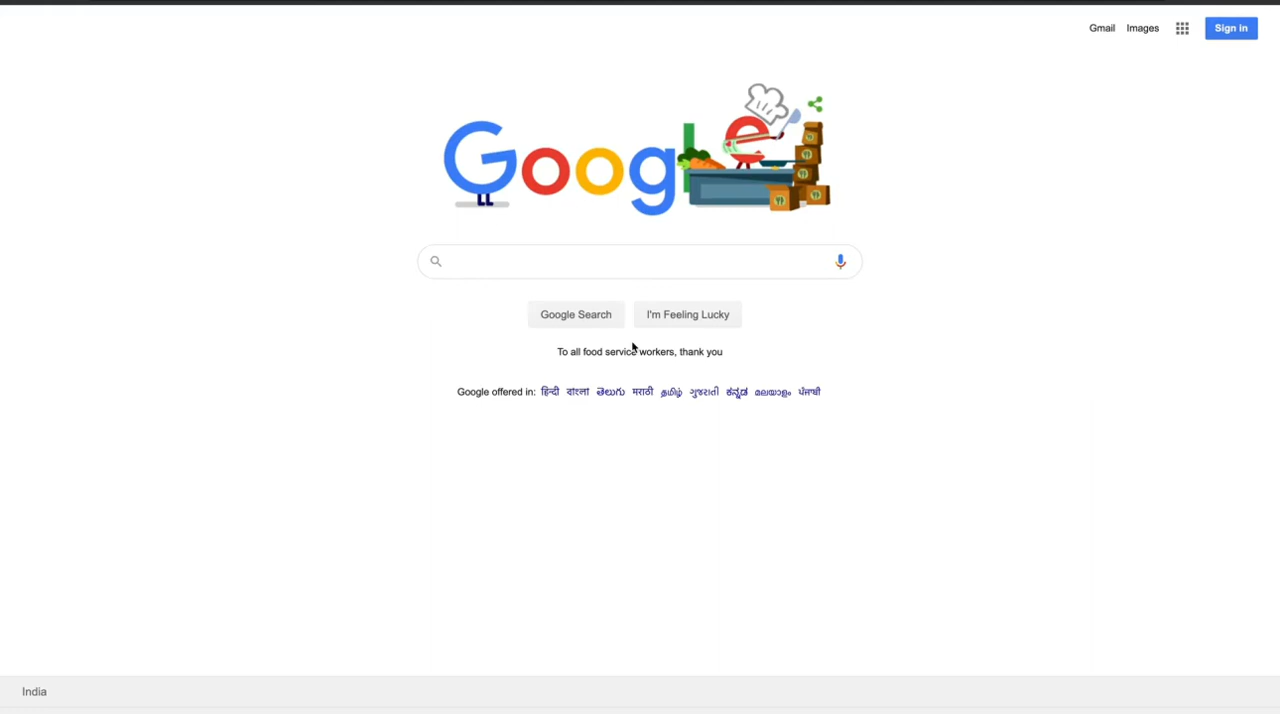 Gmail Images Sign in
Google
Google Search I'm Feeling Lucky
To all food service workers, thank you
Google offered in: हिन्दी বাংলা తెలుగు मराठी தமிழ் ગુજરાતી ಕನ್ನಡ മലയാളം ਪੰਜਾਬੀ
India